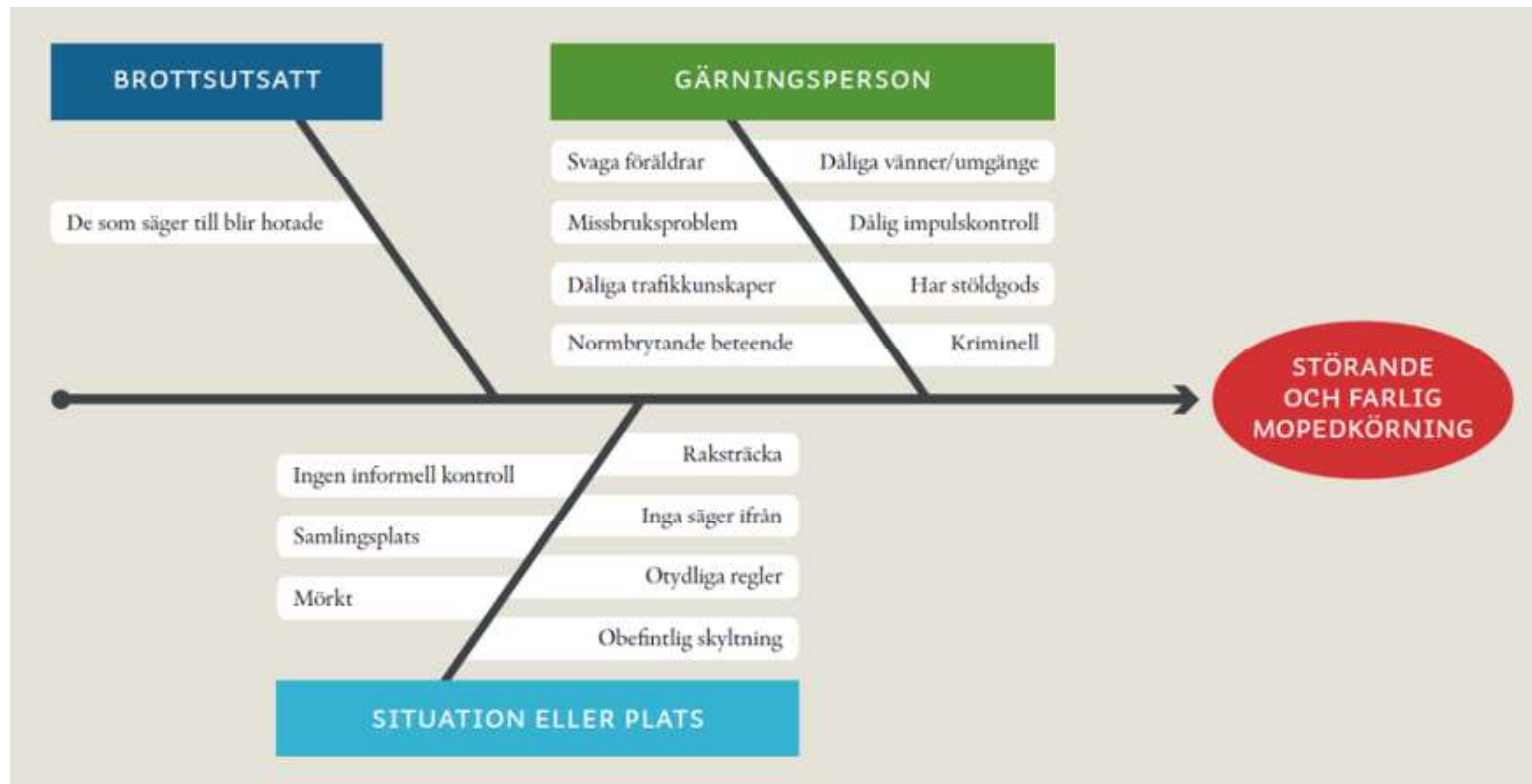 BROTTSUTSATT
De som säger till blir hotade
GÄRNINGSPERSON
Svaga föräldrar
Dåliga vänner/umgänge
Missbruksproblem
Dålig impulskontroll
Dåliga trafikkunskaper
Har stöldgods
Normbrytande beteende
Kriminell
STÖRANDE
OCH FARLIG
MOPEDKÖRNING
Raksträcka
Ingen informell kontroll
Inga säger ifrån
Samlingsplats
Otydliga regler
Mörkt
Obefintlig skyltning
SITUATION ELLER PLATS